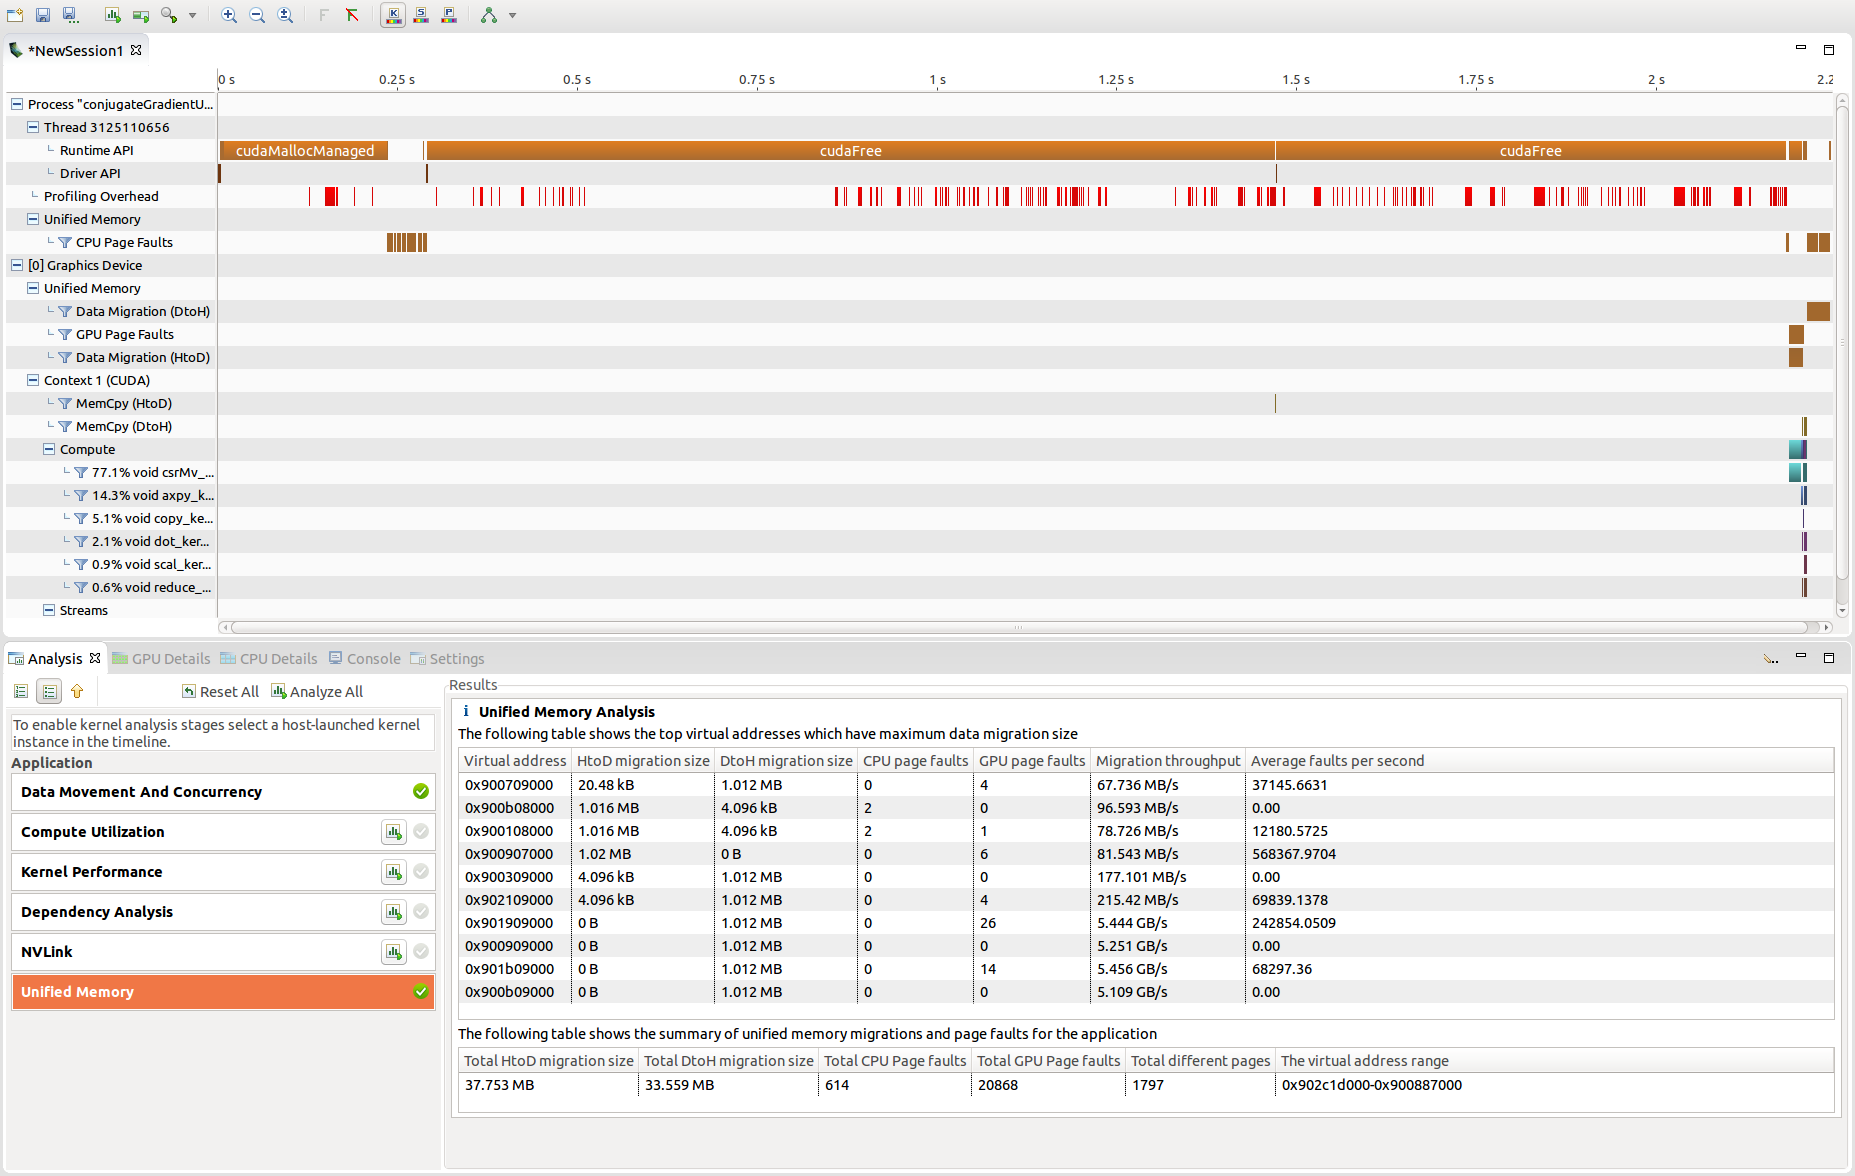 *NewSession1
0 s 0.25 s 0.5 s 0.75 s 1 s 1.25 s 1.5 s 1.75 s 2 s 2.2
Process "conjugateGradientU...
Thread 3125110656
Runtime API cudaMallocManaged cudaFree cudaFree
Driver API
Profiling Overhead
Unified Memory
CPU Page Faults
[0] Graphics Device
Unified Memory
Data Migration (DtoH)
GPU Page Faults
Data Migration (HtoD)
Context 1 (CUDA)
MemCpy (HtoD)
MemCpy (DtoH)
Compute
77.1% void csrMv_...
14.3% void axpy_k...
5.1% void copy_ke...
2.1% void dot_ker...
0.9% void scal_ker...
0.6% void reduce_...
Streams
Analysis GPU Details CPU Details Console Settings
Reset All Analyze All
To enable kernel analysis stages select a host-launched kernel
instance in the timeline.
Application
Data Movement And Concurrency
Compute Utilization
Kernel Performance
Dependency Analysis
NVLink
Unified Memory
Results
i Unified Memory Analysis
The following table shows the top virtual addresses which have maximum data migration size
Virtual address HtoD migration size DtoH migration size CPU page faults GPU page faults Migration throughput Average faults per second
0x900709000 20.48 kB 1.012 MB 0 4 67.736 MB/s 37145.6631
0x900b08000 1.016 MB 4.096 kB 2 0 96.593 MB/s 0.00
0x900108000 1.016 MB 4.096 kB 2 1 78.726 MB/s 12180.5725
0x900907000 1.02 MB 0 B 0 6 81.543 MB/s 568367.9704
0x900309000 4.096 kB 1.012 MB 0 0 177.101 MB/s 0.00
0x902109000 4.096 kB 1.012 MB 0 4 215.42 MB/s 69839.1378
0x901909000 0 B 1.012 MB 0 26 5.444 GB/s 242854.0509
0x900909000 0 B 1.012 MB 0 0 5.251 GB/s 0.00
0x901b09000 0 B 1.012 MB 0 14 5.456 GB/s 68297.36
0x900b09000 0 B 1.012 MB 0 0 5.109 GB/s 0.00
The following table shows the summary of unified memory migrations and page faults for the application
Total HtoD migration size Total DtoH migration size Total CPU Page faults Total GPU Page faults Total different pages The virtual address range
37.753 MB 33.559 MB 614 20868 1797 0x902c1d000-0x900887000